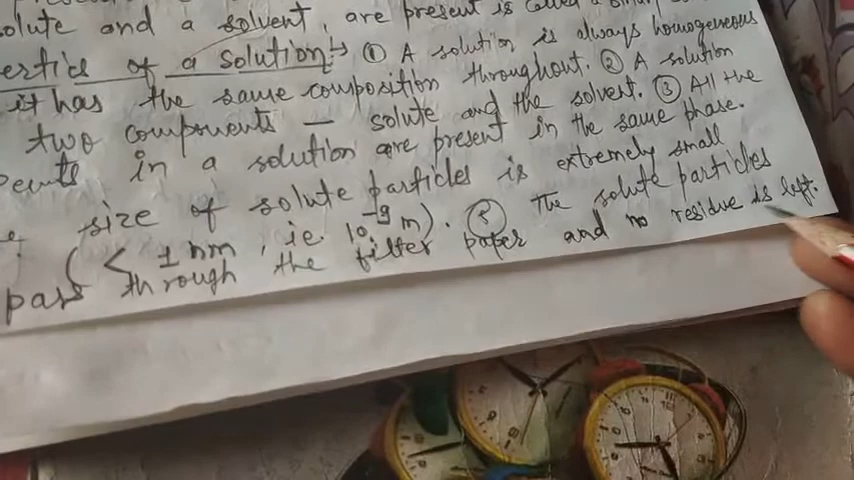 olute and a solvent, are present is called a
erties of a solution:→ ① A solution is always homogeneous
it has the same composition throughout. ② A solution
two components — solute and the solvent. ③ All the
in a solution are present in the same phase.
size of solute particles is extremely small
( < 1 nm, ie. 10⁻⁹ m). ⑤ The solute particles
pass through the filter paper and no residue is left.